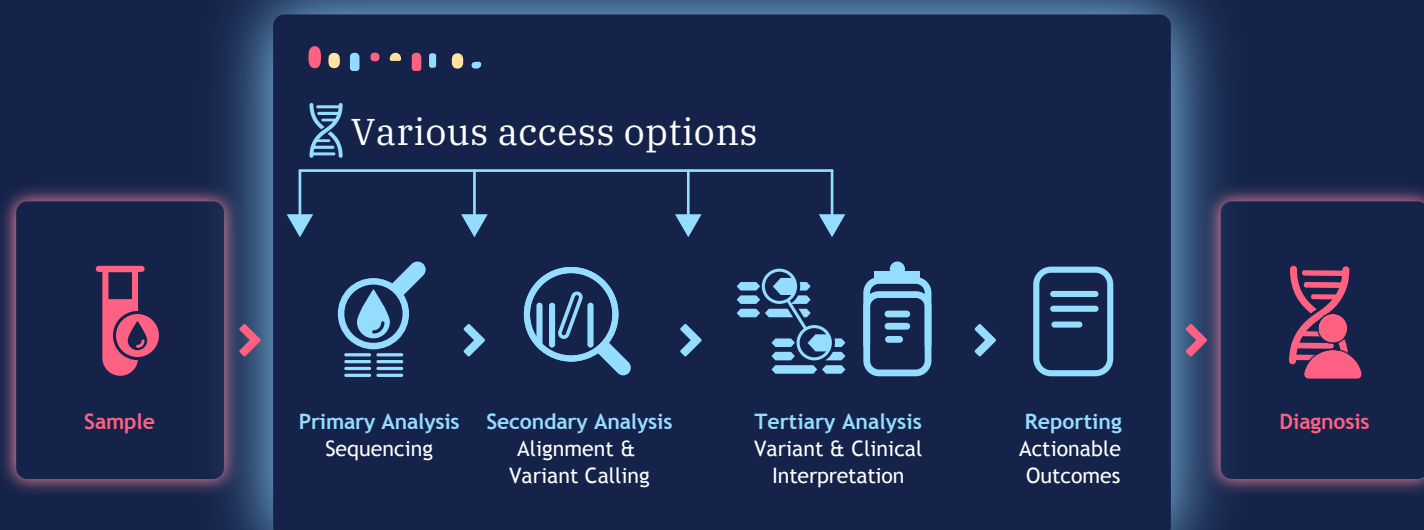 Various access options
Sample
Primary Analysis
Sequencing
Secondary Analysis
Alignment &
Variant Calling
Tertiary Analysis
Variant & Clinical
Interpretation
Reporting
Actionable
Outcomes
Diagnosis